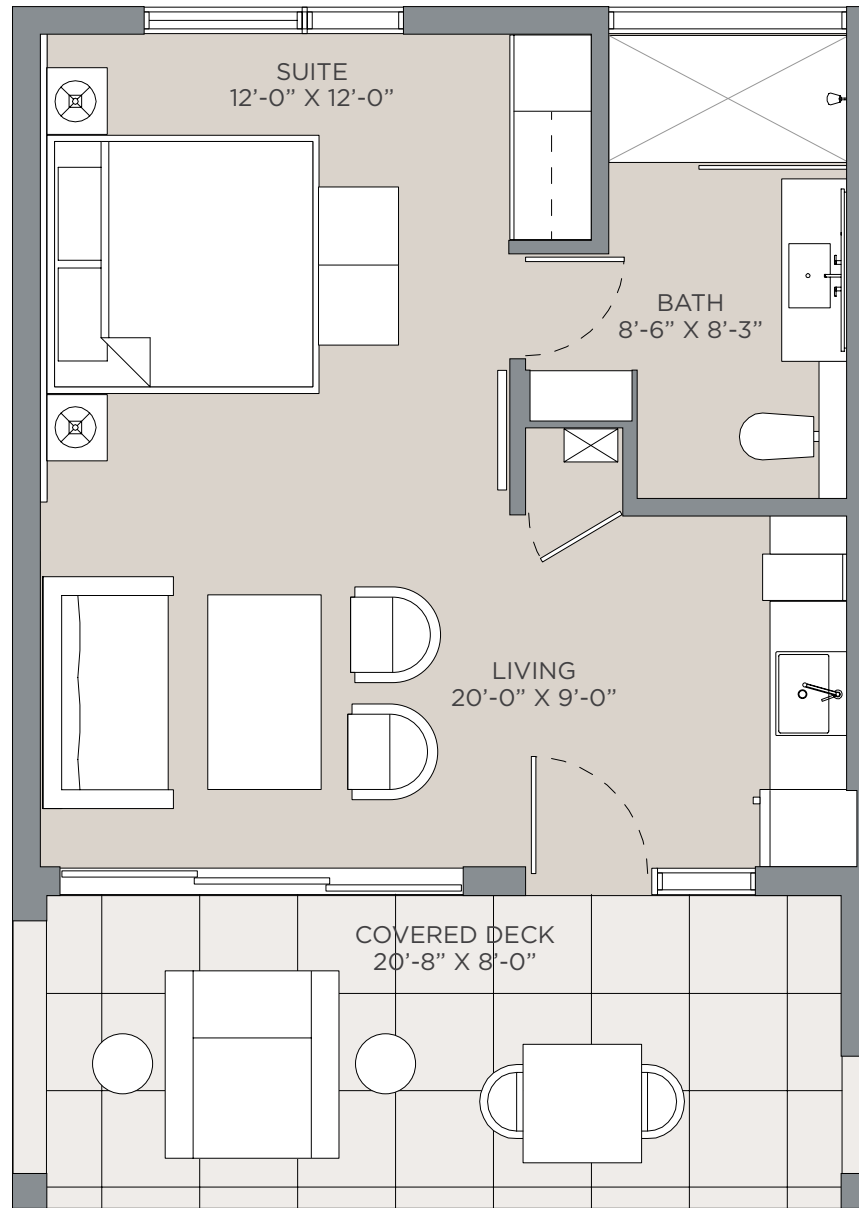 SUITE
12’-0” X 12’-0”
BATH
8’-6” X 8’-3”
LIVING
20’-0” X 9’-0”
COVERED DECK
20’-8” X 8’-0”